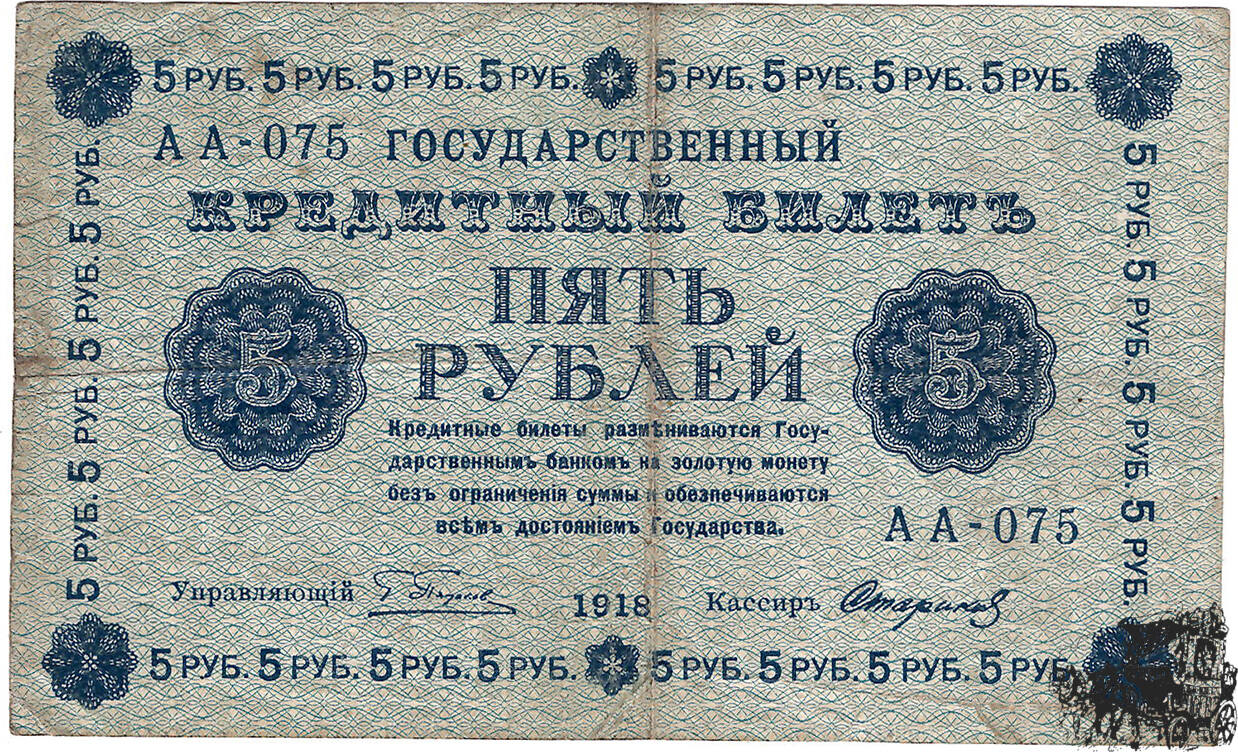 5 РУБ. 5 РУБ. 5 РУБ. 5 РУБ. 5 РУБ. 5 РУБ. 5 РУБ. 5 РУБ.
АА-075 ГОСУДАРСТВЕННЫЙ
КРЕДИТНЫЙ БИЛЕТЪ
ПЯТЬ
РУБЛЕЙ
5
5
Кредитные билеты размѣниваются Госу-
дарственнымъ банкомъ на золотую монету
безъ ограниченія суммы и обезпечиваются
всѣмъ достояніемъ Государства.
АА-075
Управляющій
1918
Кассиръ
5 РУБ. 5 РУБ. 5 РУБ. 5 РУБ.
5 РУБ. 5 РУБ. 5 РУБ. 5 РУБ.
5 РУБ. 5 РУБ. 5 РУБ. 5 РУБ. 5 РУБ. 5 РУБ. 5 РУБ. 5 РУБ